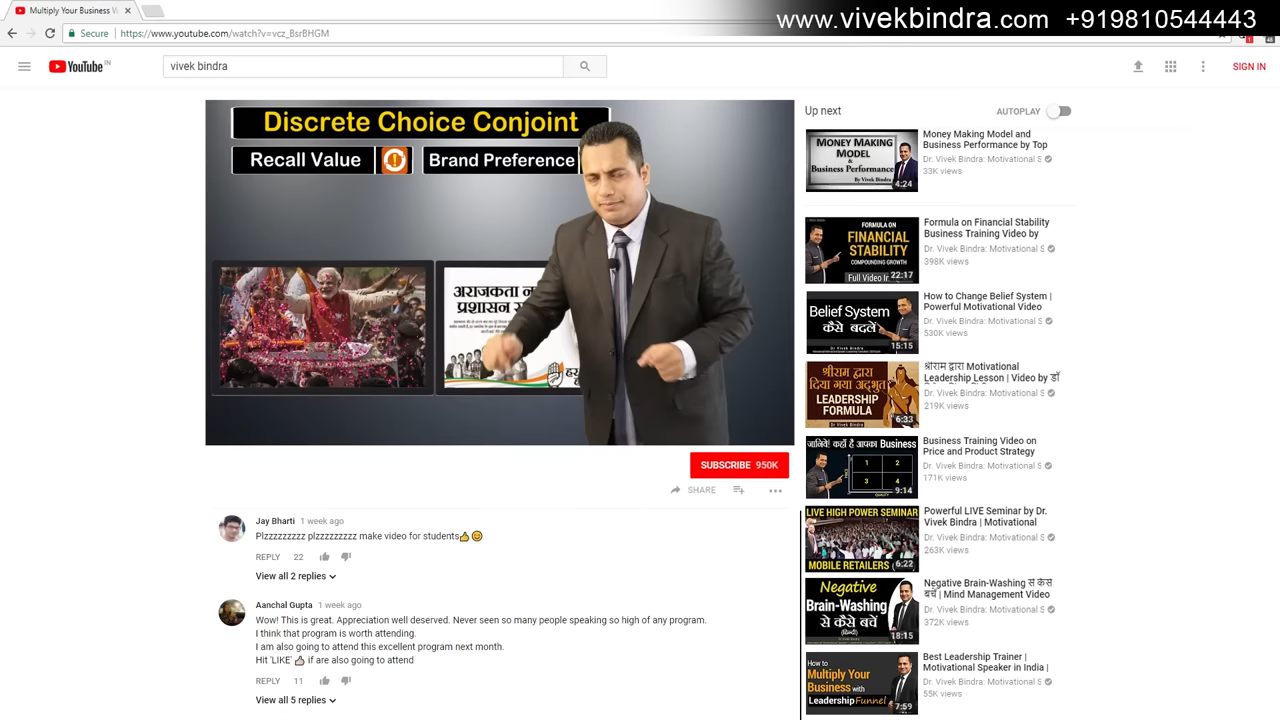 Multiply Your Business
www.vivekbindra.com +919810544443
Secure https://www.youtube.com/watch?v=vcz_BsrBHGM
YouTube IN
vivek bindra
SIGN IN
Discrete Choice Conjoint
Recall Value
Brand Preference
अराजकता
प्रशासन
SUBSCRIBE 950K
SHARE
Jay Bharti 1 week ago
Plzzzzzzzzz plzzzzzzzzz make video for students👍😊
REPLY 22
View all 2 replies
Aanchal Gupta 1 week ago
Wow! This is great. Appreciation well deserved. Never seen so many people speaking so high of any program.
I think that program is worth attending.
I am also going to attend this excellent program next month.
Hit 'LIKE' 👍 if are also going to attend
REPLY 11
View all 5 replies
Up next
AUTOPLAY
MONEY MAKING
MODEL
&
Business Performance
By Vivek Bindra
4:24
Money Making Model and
Business Performance by Top
Dr. Vivek Bindra: Motivational S
33K views
FORMULA ON
FINANCIAL
STABILITY
COMPOUNDING GROWTH
Full Video In
22:17
Formula on Financial Stability
Business Training Video by
Dr. Vivek Bindra: Motivational S
398K views
Belief System
कैसे बदलें
15:15
How to Change Belief System |
Powerful Motivational Video
Dr. Vivek Bindra: Motivational S
530K views
श्रीराम द्वारा
दिया गया अद्भुत
LEADERSHIP
FORMULA
Dr Vivek Bindra
6:33
श्रीराम द्वारा Motivational
Leadership Lesson | Video by डॉ
Dr. Vivek Bindra: Motivational S
219K views
जानिये! कहाँ है आपका Business
PRICE
1 2
3 4
QUALITY
9:14
Business Training Video on
Price and Product Strategy
Dr. Vivek Bindra: Motivational S
171K views
LIVE HIGH POWER SEMINAR
MOBILE RETAILERS
6:22
Powerful LIVE Seminar by Dr.
Vivek Bindra | Motivational
Dr. Vivek Bindra: Motivational S
263K views
Negative
Brain-Washing
से कैसे बचें
(हिन्दी)
18:15
Negative Brain-Washing से कैसे
बचें | Mind Management Video
Dr. Vivek Bindra: Motivational S
372K views
How to
Multiply Your
Business with
Leadership Funnel
7:59
Best Leadership Trainer |
Motivational Speaker in India |
Dr. Vivek Bindra: Motivational S
55K views